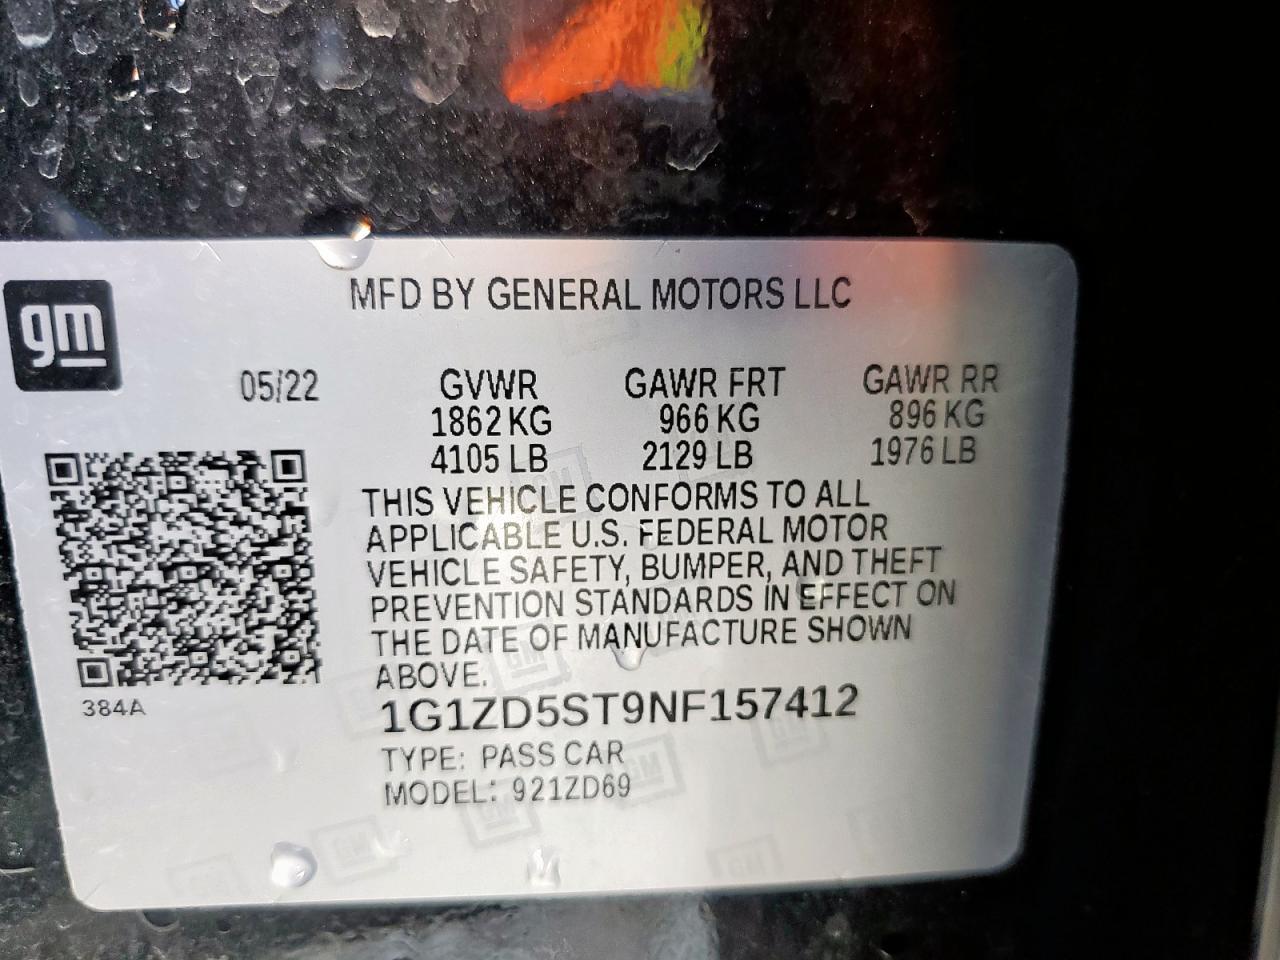 MFD BY GENERAL MOTORS LLC
gm
05/22 GVWR GAWR FRT GAWR RR
1862 KG 966 KG 896 KG
4105 LB 2129 LB 1976 LB
THIS VEHICLE CONFORMS TO ALL
APPLICABLE U.S. FEDERAL MOTOR
VEHICLE SAFETY, BUMPER, AND THEFT
PREVENTION STANDARDS IN EFFECT ON
THE DATE OF MANUFACTURE SHOWN
ABOVE.
384A
1G1ZD5ST9NF157412
TYPE: PASS CAR
MODEL: 921ZD69